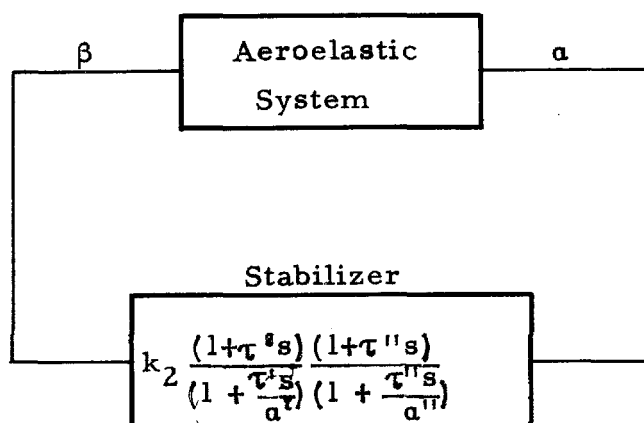 β
Aeroelastic
α
System
Stabilizer
k₂ (1+τ's) (1+τ''s)
(1 + τ's/a') (1 + τ''s/a'')